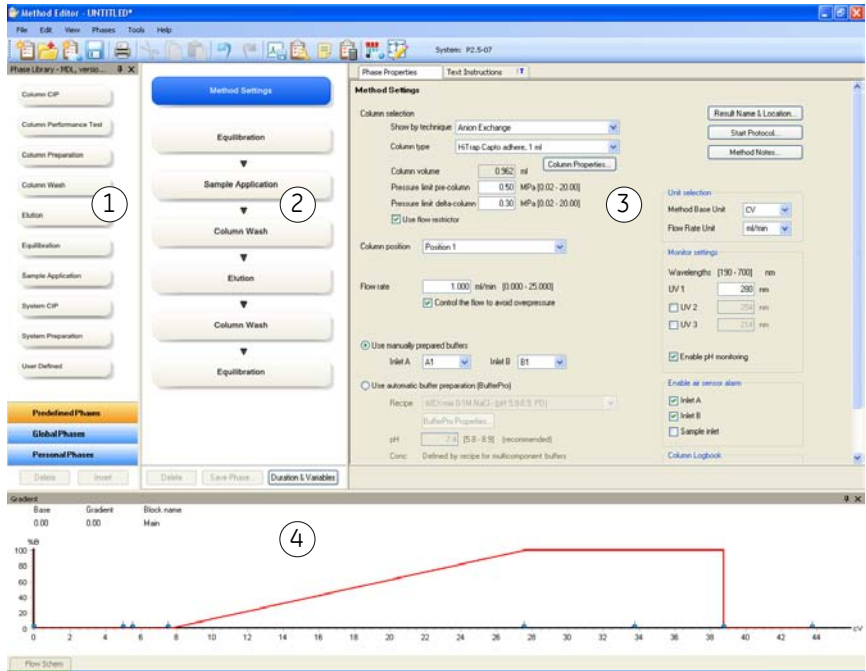 Method Editor - UNTITLED*
File Edit View Phases Tools Help
System: P2.5-07
Phase Library - MDL, versio...
Column CIP
Column Performance Test
Column Preparation
Column Wash
Elution
Equilibration
Sample Application
System CIP
System Preparation
User Defined
Predefined Phases
Global Phases
Personal Phases
Delete Insert
1
Method Settings
Equilibration
Sample Application
Column Wash
Elution
Column Wash
Equilibration
2
Delete Save Phase... Duration & Variables
Phase Properties Text Instructions T
Method Settings
Column selection
Show by technique Anion Exchange
Column type HiTrap Capto adhere, 1 ml
Column Properties...
Column volume 0.962 ml
Pressure limit pre-column 0.50 MPa [0.02 - 20.00]
Pressure limit delta-column 0.30 MPa [0.02 - 20.00]
Use flow restrictor
3
Column position Position 1
Flow rate 1.000 ml/min [0.000 - 25.000]
Control the flow to avoid overpressure
Use manually prepared buffers
Inlet A A1 Inlet B B1
Use automatic buffer preparation (BufferPro)
Recipe
BufferPro Properties...
pH 7.4 [5.8 - 8.9] (recommended)
Conc Defined by recipe for multicomponent buffers
Result Name & Location...
Start Protocol...
Method Notes...
Unit selection
Method Base Unit CV
Flow Rate Unit ml/min
Monitor settings
Wavelengths [190 - 700] nm
UV 1 280 nm
UV 2 254 nm
UV 3 214 nm
Enable pH monitoring
Enable air sensor alarm
Inlet A
Inlet B
Sample inlet
Column Logbook
Gradient
Base Gradient Block name
0.00 0.00 Main
4
%B
100
80
60
40
20
0
0 2 4 6 8 10 12 14 16 18 20 22 24 26 28 30 32 34 36 38 40 42 44 cV
Flow Schem